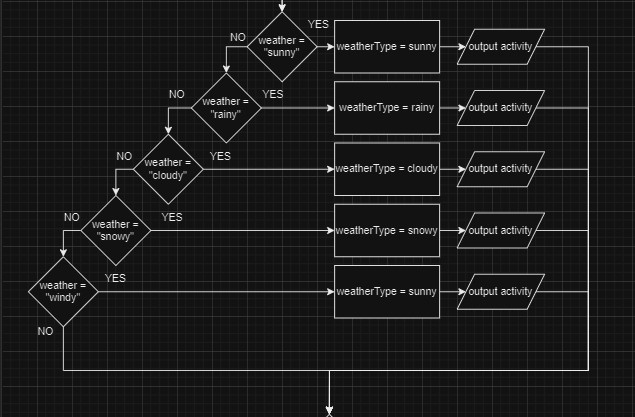 YES
NO
weather =
"sunny"
weatherType = sunny
output activity
NO
YES
weather =
"rainy"
weatherType = rainy
output activity
NO
YES
weather =
"cloudy"
weatherType = cloudy
output activity
NO
YES
weather =
"snowy"
weatherType = snowy
output activity
YES
weather =
"windy"
weatherType = sunny
output activity
NO